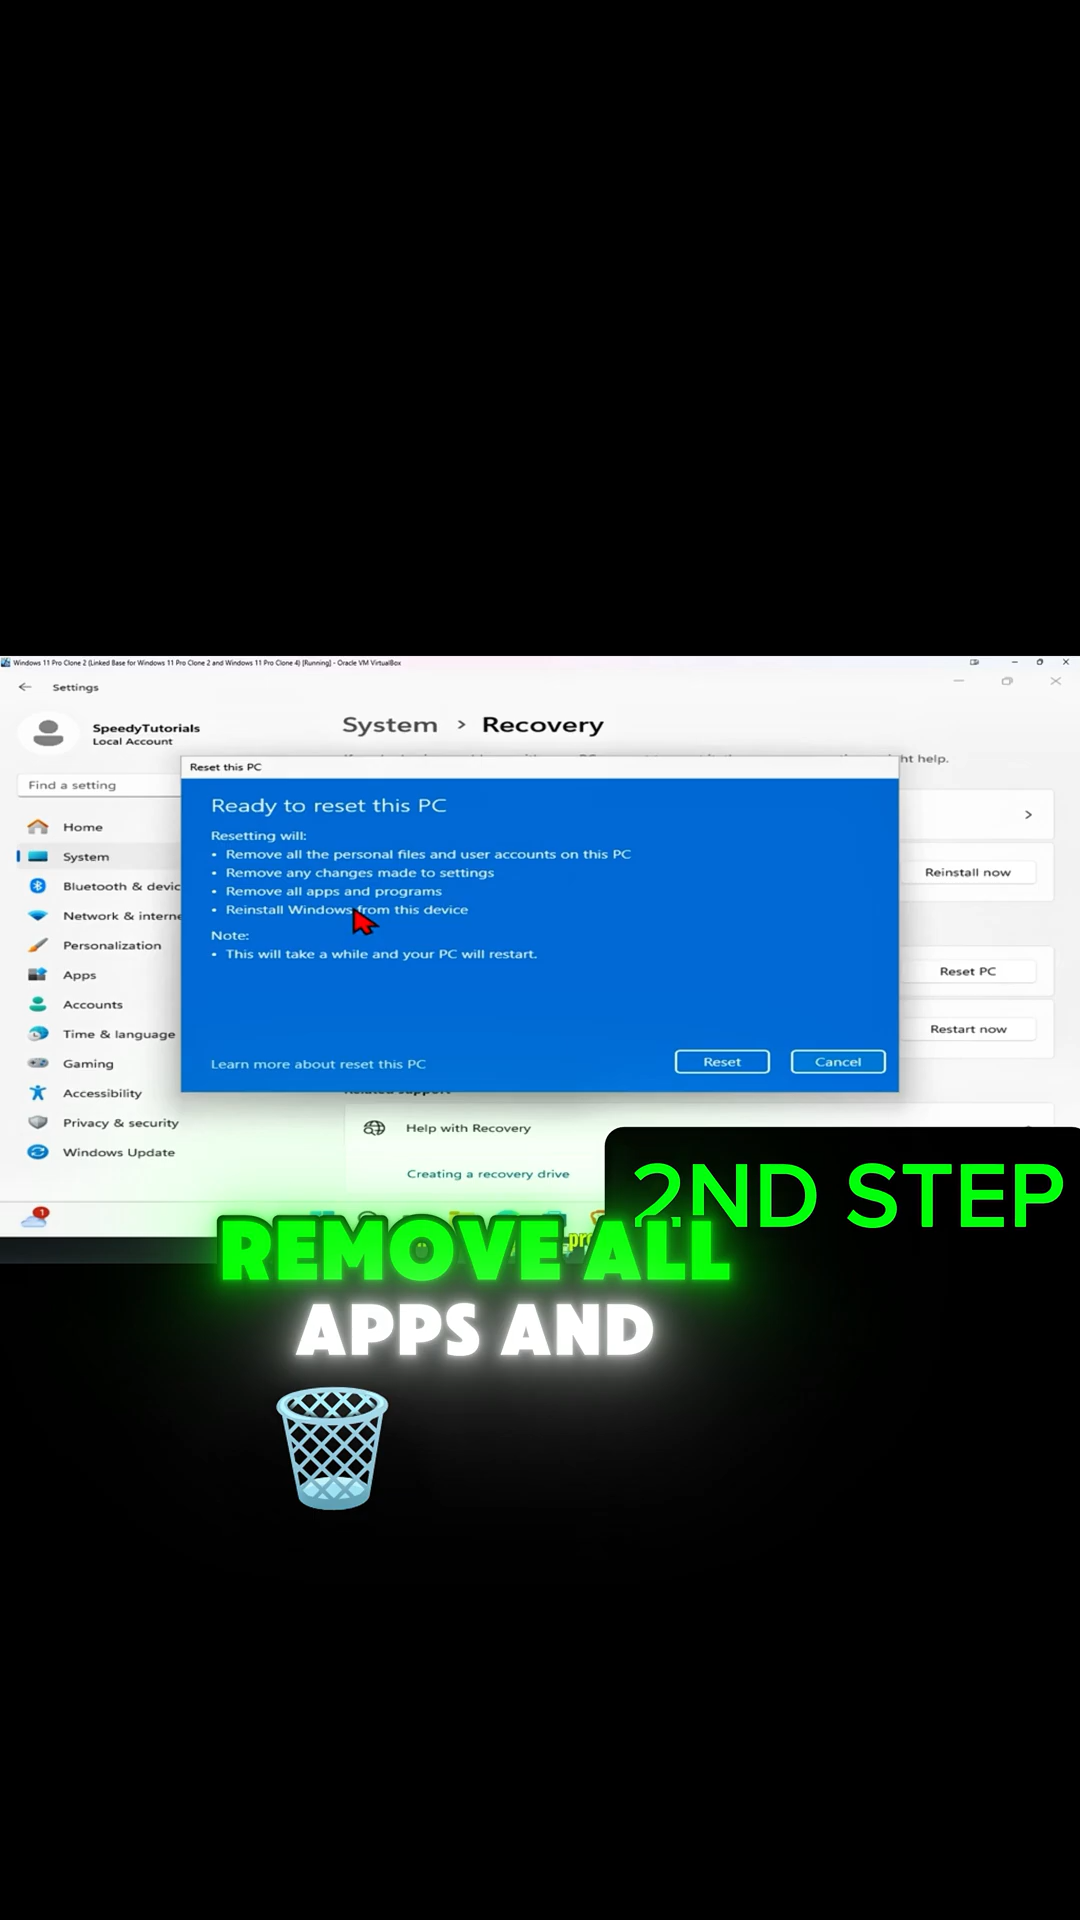 Windows 11 Pro Clone 2 (Linked Base for Windows 11 Pro Clone 2 and Windows 11 Pro Clone 4) [Running] - Oracle VM VirtualBox
Settings
SpeedyTutorials
Local Account
Find a setting
Home
System
Bluetooth & devic
Network & interne
Personalization
Apps
Accounts
Time & language
Gaming
Accessibility
Privacy & security
Windows Update
System > Recovery
ht help.
Reset this PC
Ready to reset this PC
Resetting will:
• Remove all the personal files and user accounts on this PC
• Remove any changes made to settings
• Remove all apps and programs
• Reinstall Windows from this device
Note:
• This will take a while and your PC will restart.
Learn more about reset this PC
Reset
Cancel
Reinstall now
Reset PC
Restart now
Help with Recovery
Creating a recovery drive
1
2ND STEP
REMOVE ALL
APPS AND